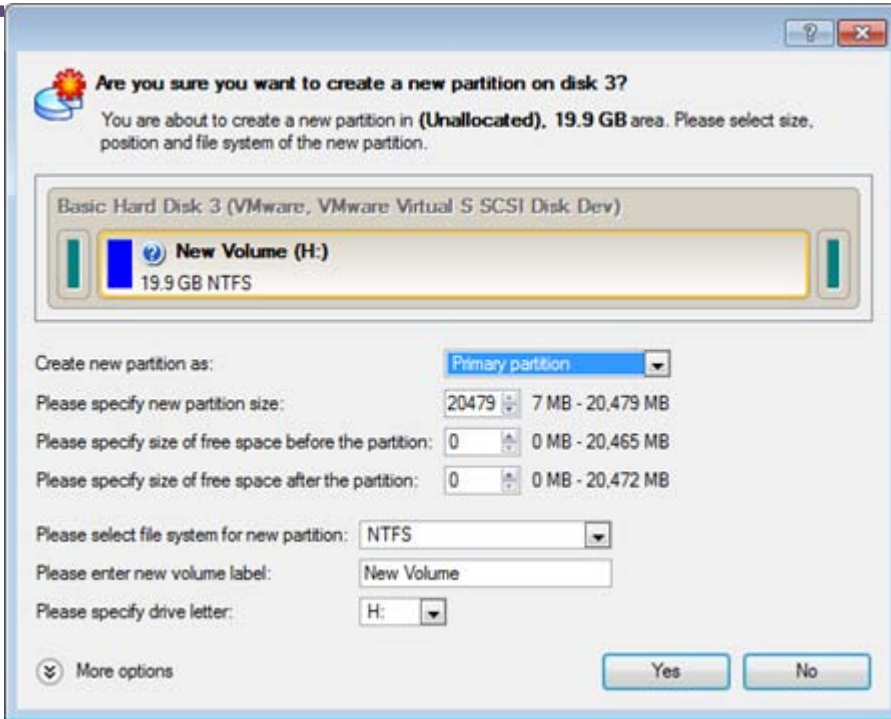 Are you sure you want to create a new partition on disk 3?
You are about to create a new partition in (Unallocated), 19.9 GB area. Please select size,
position and file system of the new partition.
Basic Hard Disk 3 (VMware, VMware Virtual S SCSI Disk Dev)
New Volume (H:)
19.9 GB NTFS
Create new partition as: Primary partition
Please specify new partition size: 20479 7 MB - 20,479 MB
Please specify size of free space before the partition: 0 0 MB - 20,465 MB
Please specify size of free space after the partition: 0 0 MB - 20,472 MB
Please select file system for new partition: NTFS
Please enter new volume label: New Volume
Please specify drive letter: H:
More options Yes No